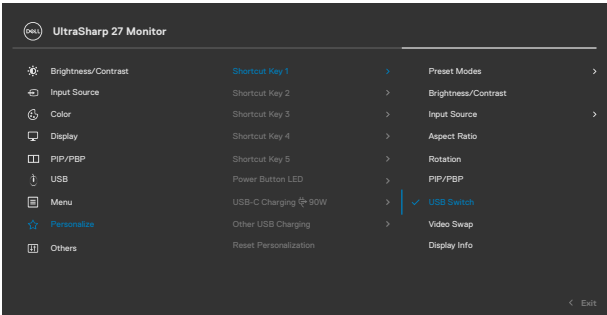 DELL UltraSharp 27 Monitor
Brightness/Contrast Shortcut Key 1 > Preset Modes >
Input Source Shortcut Key 2 > Brightness/Contrast
Color Shortcut Key 3 > Input Source >
Display Shortcut Key 4 > Aspect Ratio
PIP/PBP Shortcut Key 5 > Rotation
USB Power Button LED > PIP/PBP
Menu USB-C Charging 90W > ✓ USB Switch
Personalize Other USB Charging > Video Swap
Others Reset Personalization Display Info
< Exit